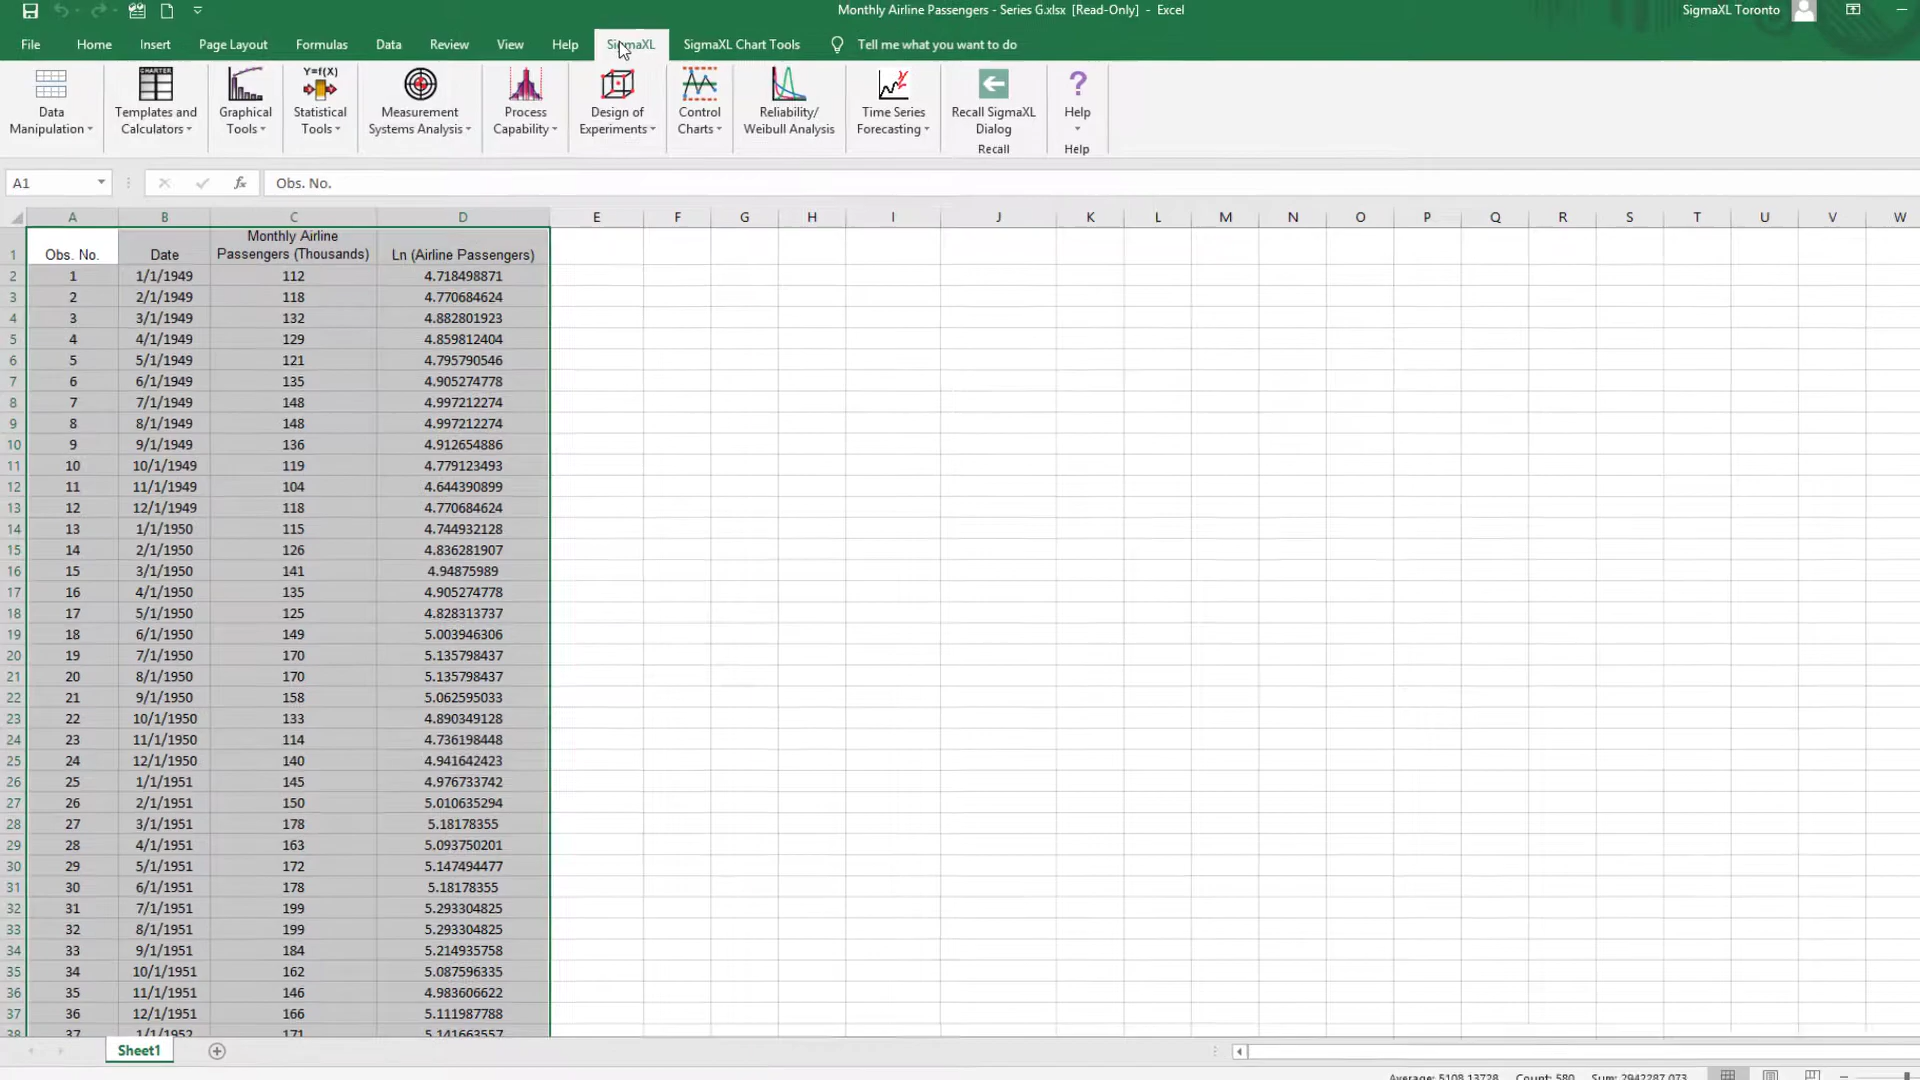 Monthly Airline Passengers - Series G.xlsx [Read-Only] - Excel
SigmaXL Toronto
File Home Insert Page Layout Formulas Data Review View Help SigmaXL SigmaXL Chart Tools Tell me what you want to do
Data Manipulation
Templates and Calculators
Graphical Tools
Y=f(X)
Statistical Tools
Measurement Systems Analysis
Process Capability
Design of Experiments
Control Charts
Reliability/ Weibull Analysis
Time Series Forecasting
Recall SigmaXL Dialog
Recall
Help
Help
A1 fx Obs. No.
A B C D E F G H I J K L M N O P Q R S T U V W
1 Obs. No. Date Monthly Airline Passengers (Thousands) Ln (Airline Passengers)
2 1 1/1/1949 112 4.718498871
3 2 2/1/1949 118 4.770684624
4 3 3/1/1949 132 4.882801923
5 4 4/1/1949 129 4.859812404
6 5 5/1/1949 121 4.795790546
7 6 6/1/1949 135 4.905274778
8 7 7/1/1949 148 4.997212274
9 8 8/1/1949 148 4.997212274
10 9 9/1/1949 136 4.912654886
11 10 10/1/1949 119 4.779123493
12 11 11/1/1949 104 4.644390899
13 12 12/1/1949 118 4.770684624
14 13 1/1/1950 115 4.744932128
15 14 2/1/1950 126 4.836281907
16 15 3/1/1950 141 4.94875989
17 16 4/1/1950 135 4.905274778
18 17 5/1/1950 125 4.828313737
19 18 6/1/1950 149 5.003946306
20 19 7/1/1950 170 5.135798437
21 20 8/1/1950 170 5.135798437
22 21 9/1/1950 158 5.062595033
23 22 10/1/1950 133 4.890349128
24 23 11/1/1950 114 4.736198448
25 24 12/1/1950 140 4.941642423
26 25 1/1/1951 145 4.976733742
27 26 2/1/1951 150 5.010635294
28 27 3/1/1951 178 5.18178355
29 28 4/1/1951 163 5.093750201
30 29 5/1/1951 172 5.147494477
31 30 6/1/1951 178 5.18178355
32 31 7/1/1951 199 5.293304825
33 32 8/1/1951 199 5.293304825
34 33 9/1/1951 184 5.214935758
35 34 10/1/1951 162 5.087596335
36 35 11/1/1951 146 4.983606622
37 36 12/1/1951 166 5.111987788
38 37 1/1/1952 171 5.141663557
Sheet1
Average: 5108.13728 Count: 580 Sum: 2942287.073